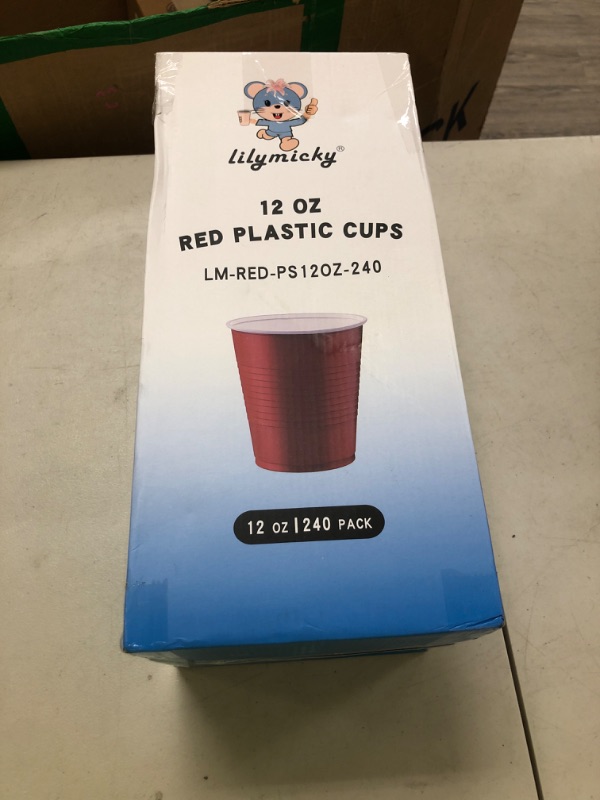 lilymicky®
12 OZ
RED PLASTIC CUPS
LM-RED-PS12OZ-240
12 OZ | 240 PACK